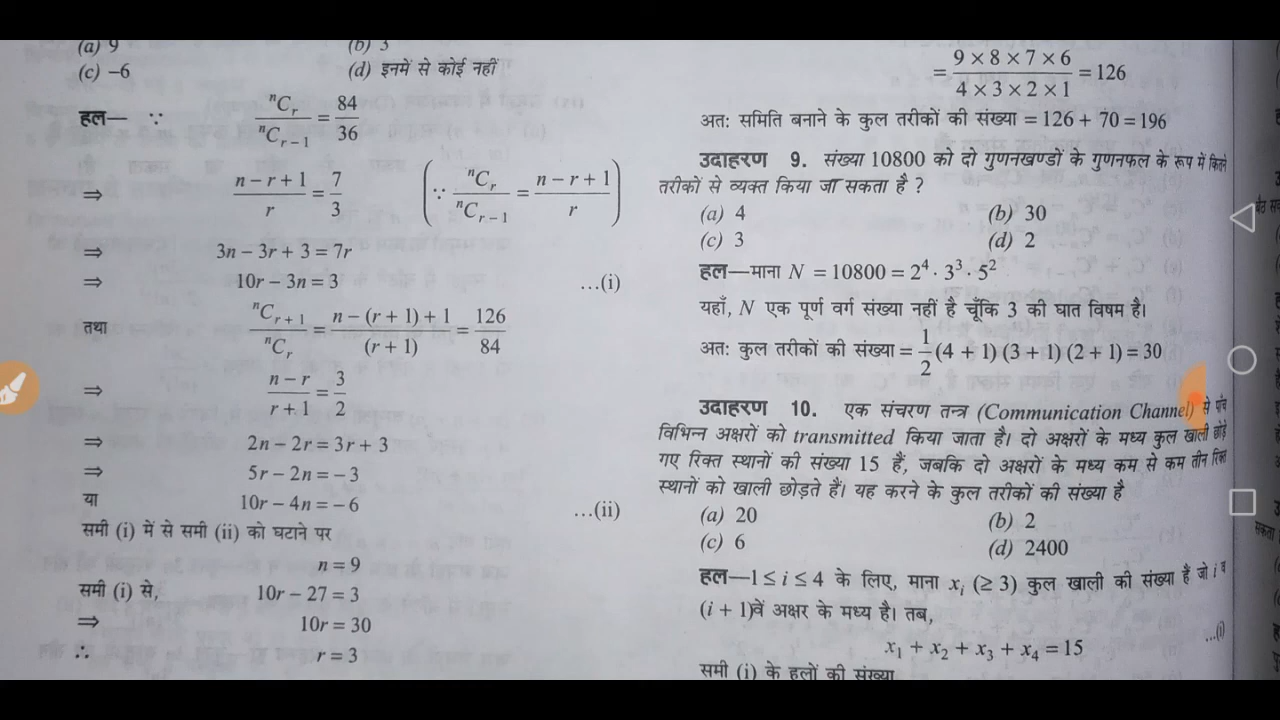 (a) 9 (b) 3
(c) –6 (d) इनमें से कोई नहीं
हल— ∵ ⁿCᵣ / ⁿCᵣ₋₁ = 84/36
⇒ (n – r + 1)/r = 7/3 (∵ ⁿCᵣ / ⁿCᵣ₋₁ = (n – r + 1)/r)
⇒ 3n – 3r + 3 = 7r
⇒ 10r – 3n = 3 ...(i)
तथा ⁿCᵣ₊₁ / ⁿCᵣ = (n – (r + 1) + 1)/(r + 1) = 126/84
⇒ (n – r)/(r + 1) = 3/2
⇒ 2n – 2r = 3r + 3
⇒ 5r – 2n = –3
या 10r – 4n = –6 ...(ii)
समी (i) में से समी (ii) को घटाने पर
n = 9
समी (i) से, 10r – 27 = 3
⇒ 10r = 30
∴ r = 3
= (9 × 8 × 7 × 6)/(4 × 3 × 2 × 1) = 126
अतः समिति बनाने के कुल तरीकों की संख्या = 126 + 70 = 196
उदाहरण 9. संख्या 10800 को दो गुणनखण्डों के गुणनफल के रूप में कितने
तरीकों से व्यक्त किया जा सकता है ?
(a) 4 (b) 30
(c) 3 (d) 2
हल—माना N = 10800 = 2⁴ · 3³ · 5²
यहाँ, N एक पूर्ण वर्ग संख्या नहीं है चूँकि 3 की घात विषम है।
अतः कुल तरीकों की संख्या = 1/2 (4 + 1) (3 + 1) (2 + 1) = 30
उदाहरण 10. एक संचरण तन्त्र (Communication Channel) से पाँच
विभिन्न अक्षरों को transmitted किया जाता है। दो अक्षरों के मध्य कुल खाली छोड़े
गए रिक्त स्थानों की संख्या 15 हैं, जबकि दो अक्षरों के मध्य कम से कम तीन रिक्त
स्थानों को खाली छोड़ते हैं। यह करने के कुल तरीकों की संख्या है
(a) 20 (b) 2
(c) 6 (d) 2400
हल—1 ≤ i ≤ 4 के लिए, माना xᵢ (≥ 3) कुल खाली की संख्या हैं जो i व
(i + 1)वें अक्षर के मध्य है। तब,
x₁ + x₂ + x₃ + x₄ = 15 ...(i)
समी (i) के हलों की संख्या